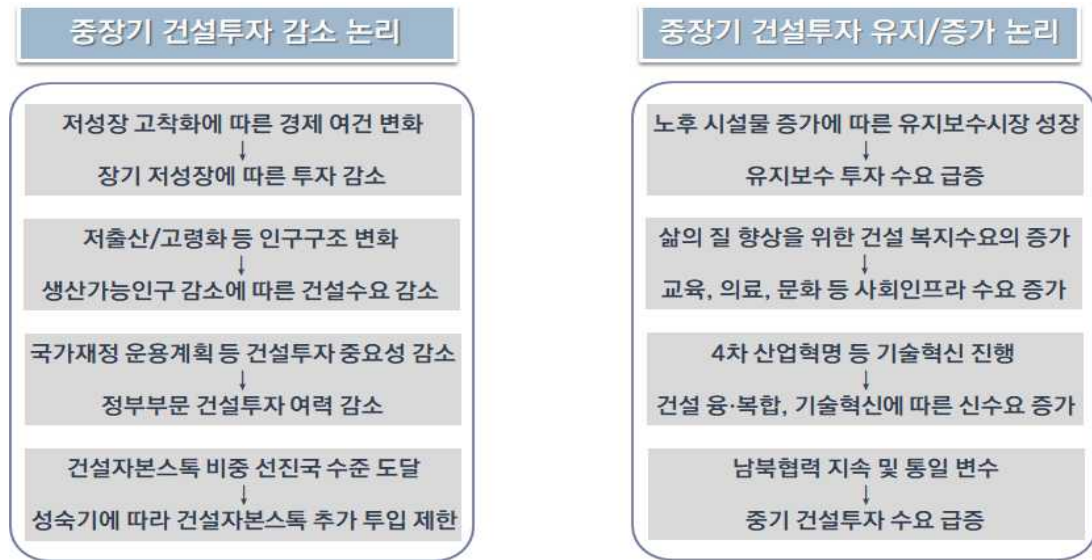 중장기 건설투자 감소 논리
저성장 고착화에 따른 경제 여건 변화
↓
장기 저성장에 따른 투자 감소
저출산/고령화 등 인구구조 변화
↓
생산가능인구 감소에 따른 건설수요 감소
국가재정 운용계획 등 건설투자 중요성 감소
↓
정부부문 건설투자 여력 감소
건설자본스톡 비중 선진국 수준 도달
↓
성숙기에 따라 건설자본스톡 추가 투입 제한
중장기 건설투자 유지/증가 논리
노후 시설물 증가에 따른 유지보수시장 성장
↓
유지보수 투자 수요 급증
삶의 질 향상을 위한 건설 복지수요의 증가
↓
교육, 의료, 문화 등 사회인프라 수요 증가
4차 산업혁명 등 기술혁신 진행
↓
건설 융·복합, 기술혁신에 따른 신수요 증가
남북협력 지속 및 통일 변수
↓
중기 건설투자 수요 급증